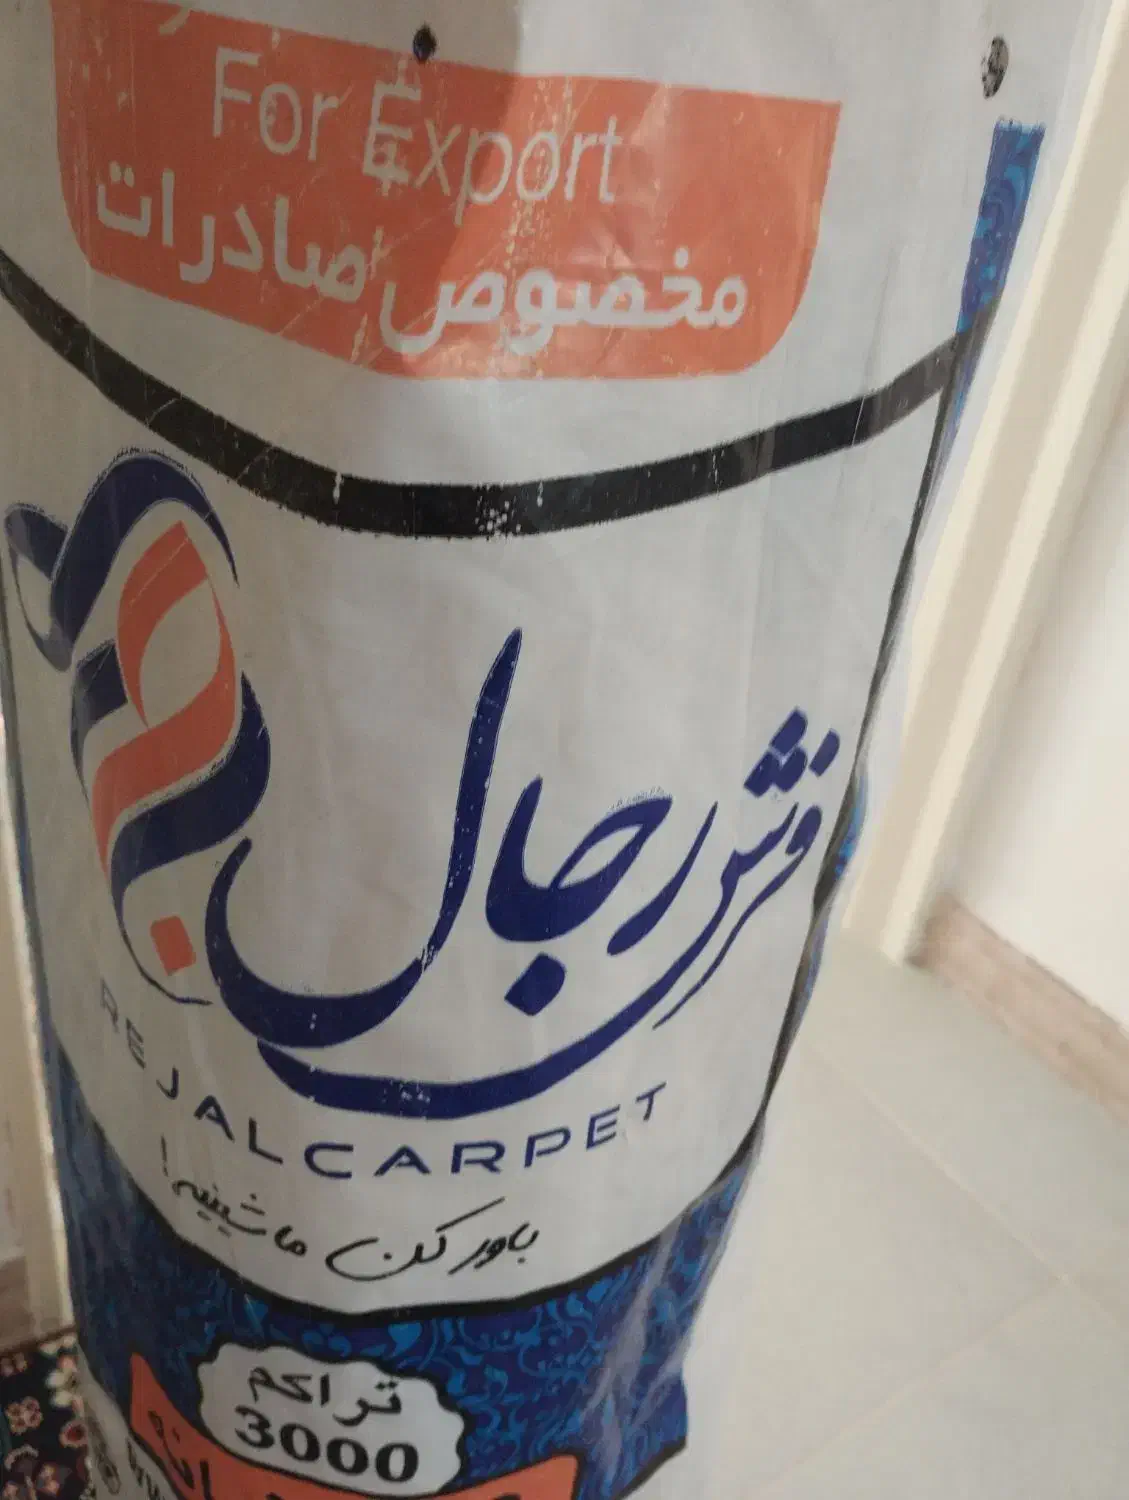 For Export
مخصوص صادرات
فرش رجال
REJALCARPET
باور کن ماشینیه!
تراکم
3000